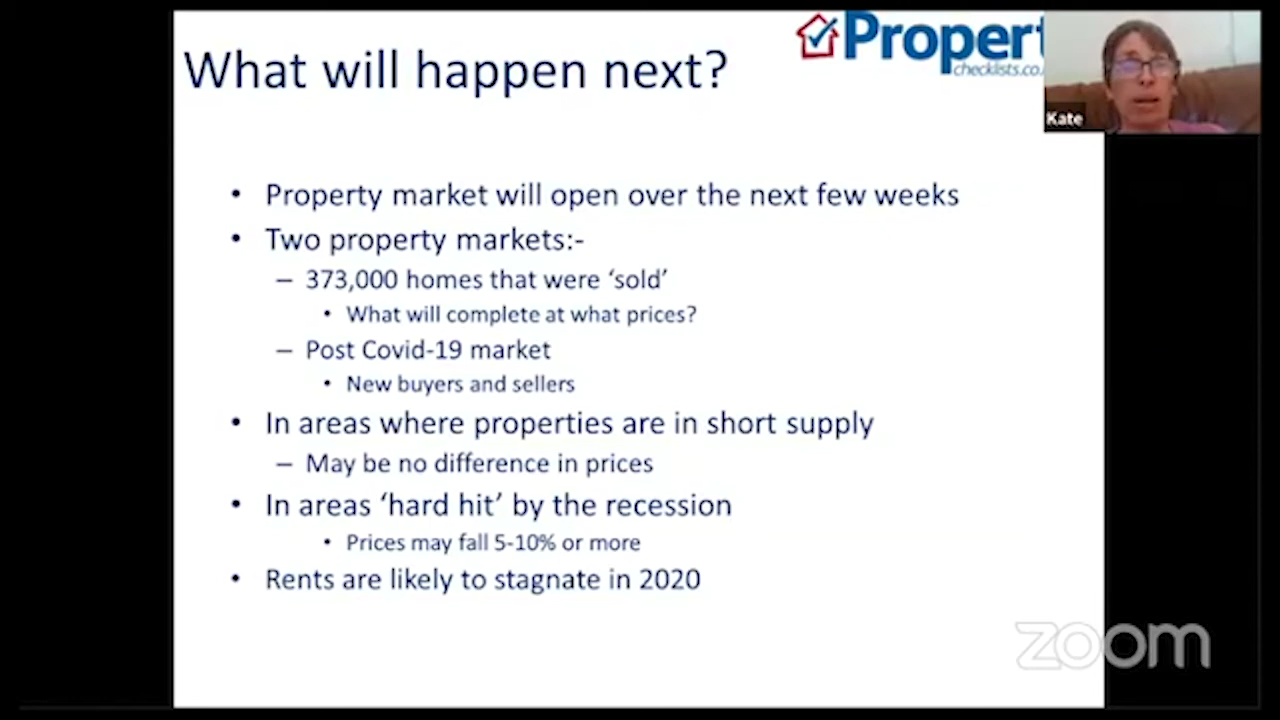 What will happen next?
Propert
checklists.co.
Kate
• Property market will open over the next few weeks
• Two property markets:-
– 373,000 homes that were ‘sold’
• What will complete at what prices?
– Post Covid-19 market
• New buyers and sellers
• In areas where properties are in short supply
– May be no difference in prices
• In areas ‘hard hit’ by the recession
• Prices may fall 5-10% or more
• Rents are likely to stagnate in 2020
zoom